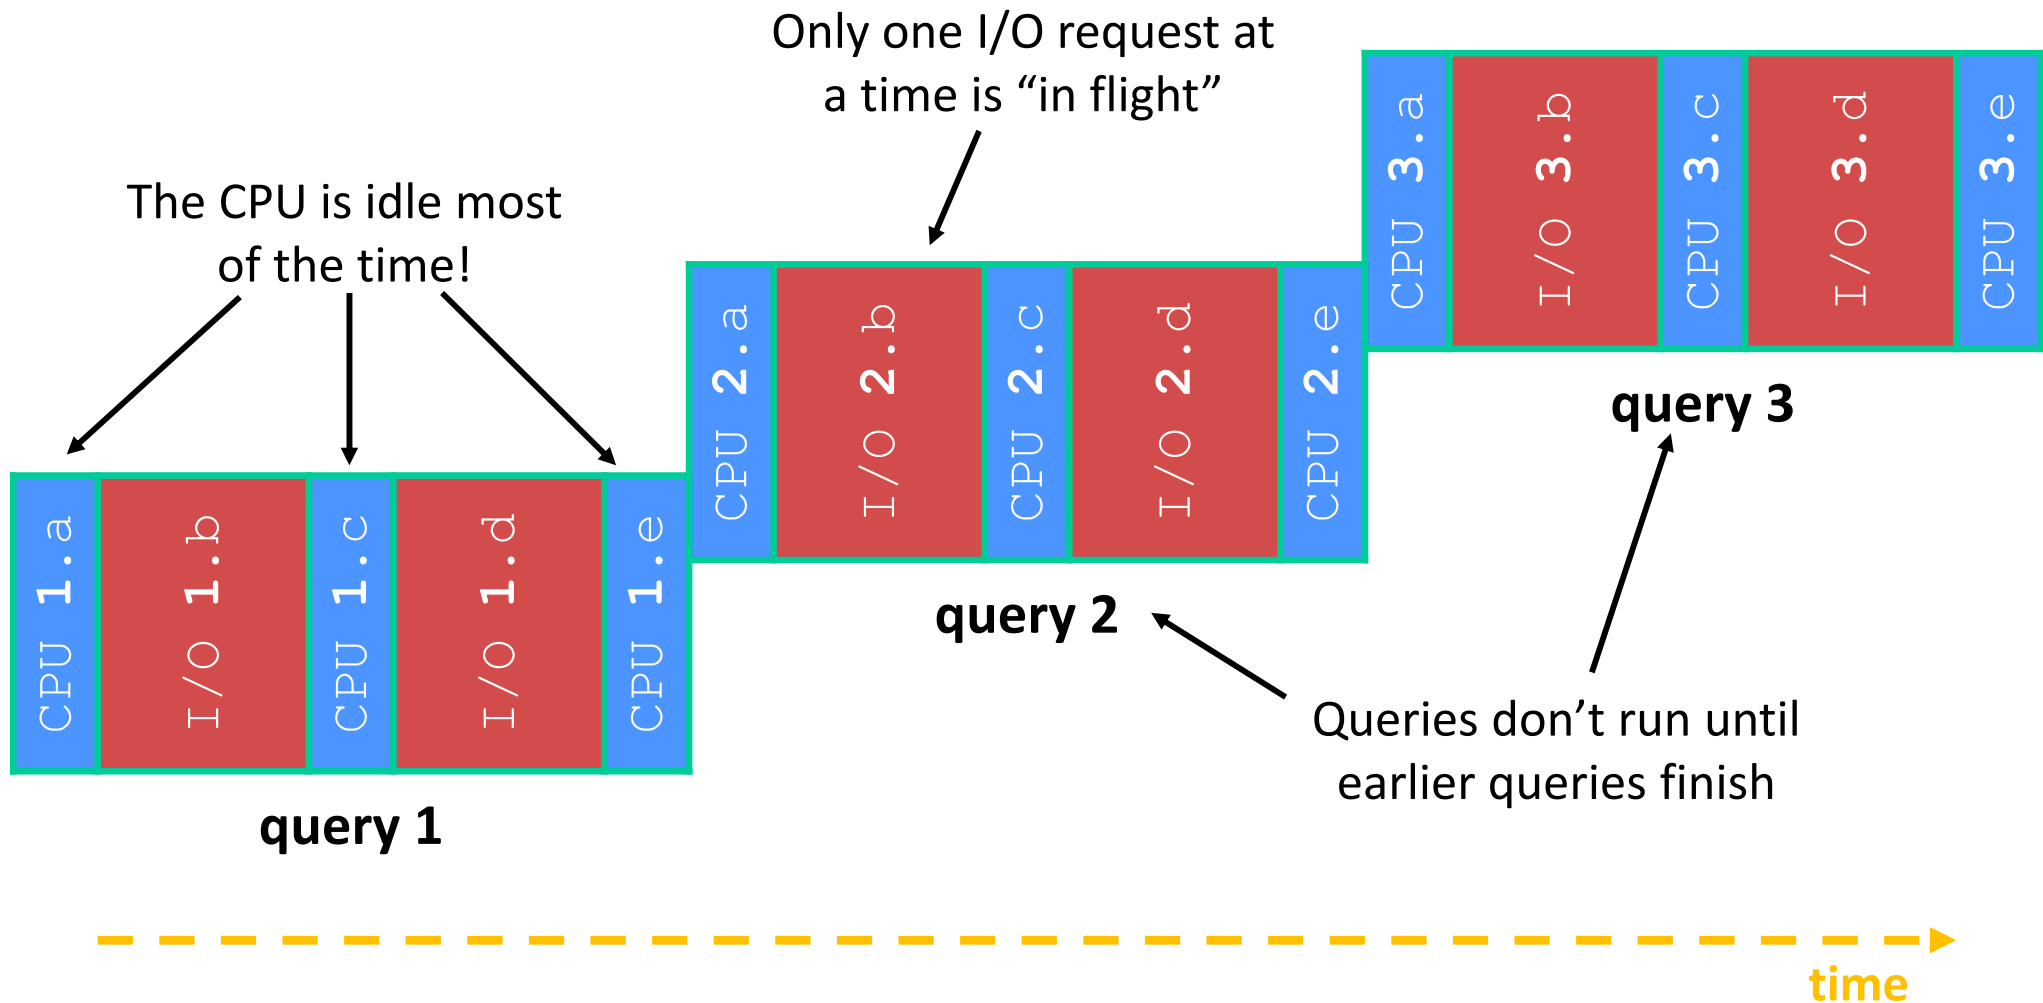 Only one I/O request at
a time is “in flight”
The CPU is idle most
of the time!
CPU 1.a
I/O 1.b
CPU 1.c
I/O 1.d
CPU 1.e
query 1
CPU 2.a
I/O 2.b
CPU 2.c
I/O 2.d
CPU 2.e
query 2
CPU 3.a
I/O 3.b
CPU 3.c
I/O 3.d
CPU 3.e
query 3
Queries don’t run until
earlier queries finish
time